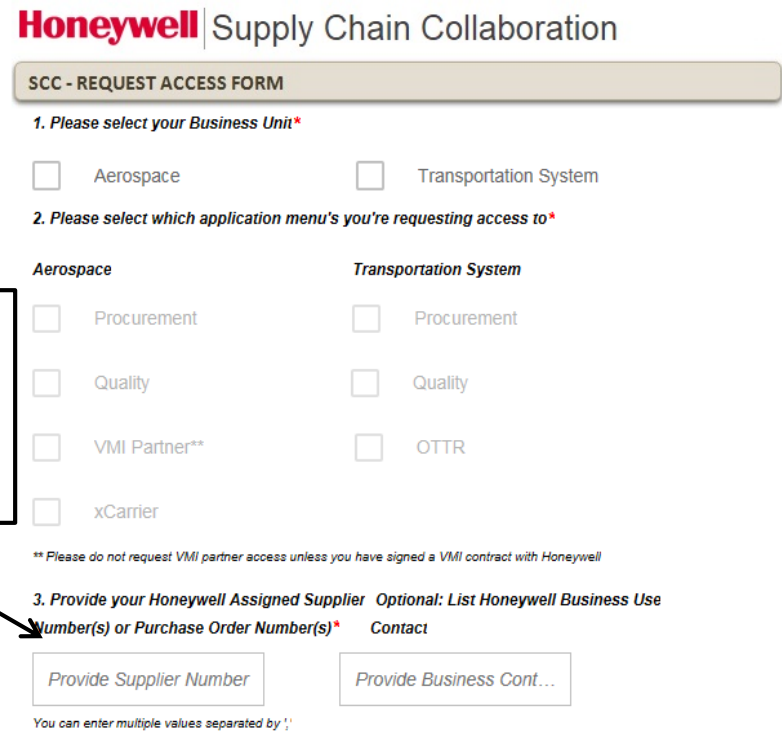 Honeywell Supply Chain Collaboration
SCC - REQUEST ACCESS FORM
1. Please select your Business Unit*
Aerospace Transportation System
2. Please select which application menu's you're requesting access to*
Aerospace Transportation System
Procurement Procurement
Quality Quality
VMI Partner** OTTR
xCarrier
** Please do not request VMI partner access unless you have signed a VMI contract with Honeywell
3. Provide your Honeywell Assigned Supplier Optional: List Honeywell Business Use
Number(s) or Purchase Order Number(s)* Contact
Provide Supplier Number Provide Business Cont...
You can enter multiple values separated by ','